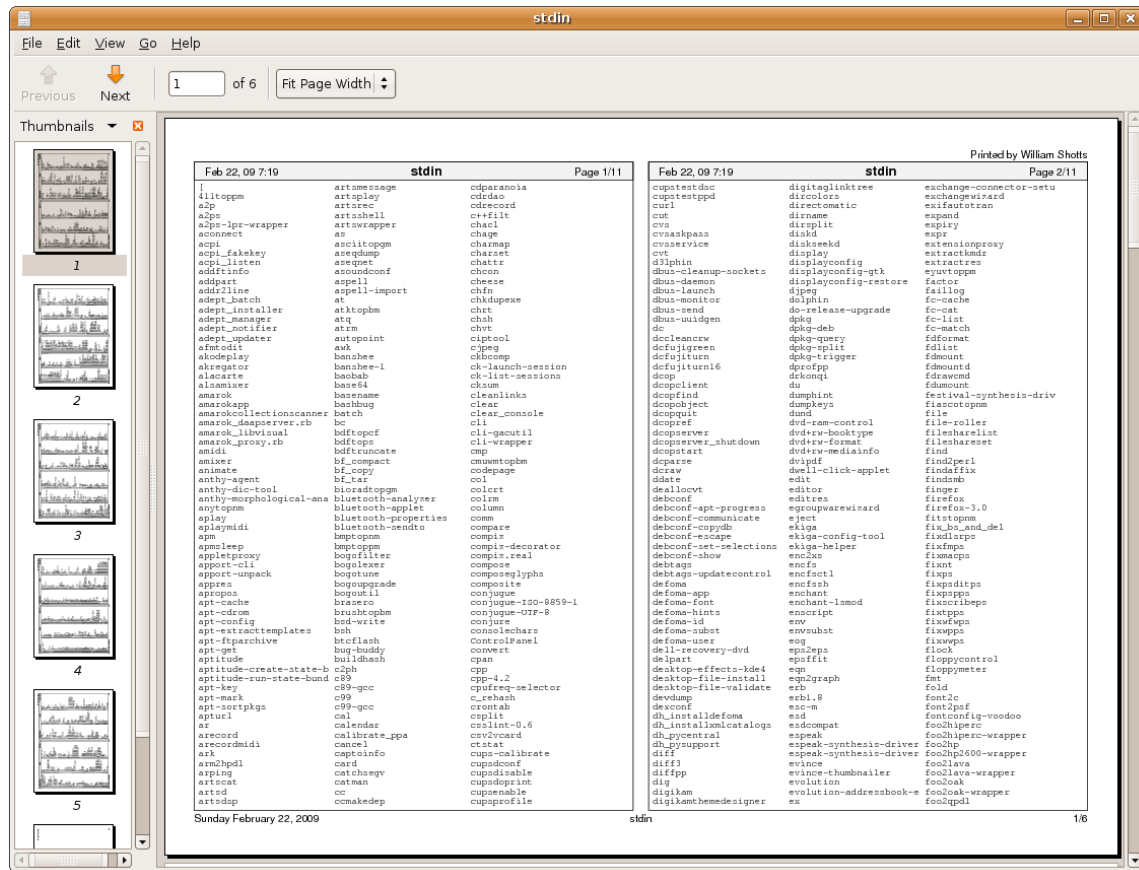 stdin
File Edit View Go Help
Previous Next 1 of 6 Fit Page Width
Thumbnails
1
2
3
4
5
Printed by William Shotts
Feb 22, 09 7:19 stdin Page 1/11
[
411toppm
a2p
a2ps
a2ps-lpr-wrapper
aconnect
acpi
acpi_fakekey
acpi_listen
addftinfo
addpart
addr2line
adept_batch
adept_installer
adept_manager
adept_notifier
adept_updater
afmtodit
akodeplay
akregator
alacarte
alsamixer
amarok
amarokapp
amarokcollectionscanner
amarok_daapserver.rb
amarok_libvisual
amarok_proxy.rb
amidi
amixer
animate
anthy-agent
anthy-dic-tool
anthy-morphological-ana
anytopnm
aplay
aplaymidi
apm
apmsleep
appletproxy
apport-cli
apport-unpack
appres
apropos
apt-cache
apt-cdrom
apt-config
apt-extracttemplates
apt-ftparchive
apt-get
aptitude
aptitude-create-state-b
aptitude-run-state-bund
apt-key
apt-mark
apt-sortpkgs
apturl
ar
arecord
arecordmidi
ark
arm2hpdl
arping
artscat
artsd
artsdsp
artsmessage
artsplay
artsrec
artsshell
artswrapper
as
asciitopgm
aseqdump
aseqnet
asoundconf
aspell
aspell-import
at
atktopbm
atq
atrm
autopoint
awk
banshee
banshee-1
baobab
base64
basename
bashbug
batch
bc
bdftopcf
bdftops
bdftruncate
bf_compact
bf_copy
bf_tar
bioradtopgm
bluetooth-analyzer
bluetooth-applet
bluetooth-properties
bluetooth-sendto
bmptopnm
bmptoppm
bogofilter
bogolexer
bogotune
bogoupgrade
bogoutil
brasero
brushtopbm
bsd-write
bsh
btcflash
bug-buddy
buildhash
c2ph
c89
c89-gcc
c99
c99-gcc
cal
calendar
calibrate_ppa
cancel
captoinfo
card
catchsegv
catman
cc
ccmakedep
cdparanoia
cdrdao
cdrecord
c++filt
chacl
chage
charmap
charset
chattr
chcon
cheese
chfn
chkdupexe
chrt
chsh
chvt
ciptool
cjpeg
ckbcomp
ck-launch-session
ck-list-sessions
cksum
cleanlinks
clear
clear_console
cli
cli-gacutil
cli-wrapper
cmp
cmuwmtopbm
codepage
col
colcrt
colrm
column
comm
compare
compiz
compiz-decorator
compiz.real
compose
composeglyphs
composite
conjugue
conjugue-ISO-8859-1
conjugue-UTF-8
conjure
consolechars
ControlPanel
convert
cpan
cpp
cpp-4.2
cpufreq-selector
c_rehash
crontab
csplit
csslint-0.6
csv2vcard
ctstat
cups-calibrate
cupsdconf
cupsdisable
cupsdoprint
cupsenable
cupsprofile
Feb 22, 09 7:19 stdin Page 2/11
cupstestdsc
cupstestppd
curl
cut
cvs
cvsaskpass
cvsservice
cvt
d3lphin
dbus-cleanup-sockets
dbus-daemon
dbus-launch
dbus-monitor
dbus-send
dbus-uuidgen
dc
dccleancrw
dcfujigreen
dcfujiturn
dcfujiturn16
dcop
dcopclient
dcopfind
dcopobject
dcopquit
dcopref
dcopserver
dcopserver_shutdown
dcopstart
dcparse
dcraw
ddate
deallocvt
debconf
debconf-apt-progress
debconf-communicate
debconf-copydb
debconf-escape
debconf-set-selections
debconf-show
debtags
debtags-updatecontrol
defoma
defoma-app
defoma-font
defoma-hints
defoma-id
defoma-subst
defoma-user
dell-recovery-dvd
delpart
desktop-effects-kde4
desktop-file-install
desktop-file-validate
devdump
dexconf
dh_installdefoma
dh_installxmlcatalogs
dh_pycentral
dh_pysupport
diff
diff3
diffpp
dig
digikam
digikamthemedesigner
digitaglinktree
dircolors
directomatic
dirname
dirsplit
diskd
diskseekd
display
displayconfig
displayconfig-gtk
displayconfig-restore
djpeg
dolphin
do-release-upgrade
dpkg
dpkg-deb
dpkg-query
dpkg-split
dpkg-trigger
dprofpp
drkonqi
du
dumphint
dumpkeys
dund
dvd-ram-control
dvd+rw-booktype
dvd+rw-format
dvd+rw-mediainfo
dvipdf
dwell-click-applet
edit
editor
editres
egroupwarewizard
eject
ekiga
ekiga-config-tool
ekiga-helper
enc2xs
encfs
encfsctl
encfssh
enchant
enchant-lsmod
enscript
env
envsubst
eog
eps2eps
epsffit
eqn
eqn2graph
erb
erb1.8
esc-m
esd
esdcompat
espeak
espeak-synthesis-driver
espeak-synthesis-driver
evince
evince-thumbnailer
evolution
evolution-addressbook-e
ex
exchange-connector-setu
exchangewizard
exifautotran
expand
expiry
expr
extensionproxy
extractkmdr
extractres
eyuvtoppm
factor
faillog
fc-cache
fc-cat
fc-list
fc-match
fdformat
fdlist
fdmount
fdmountd
fdrawcmd
fdumount
festival-synthesis-driv
fiascotopnm
file
file-roller
filesharelist
fileshareset
find
find2perl
findaffix
findsmb
finger
firefox
firefox-3.0
fitstopnm
fix_bs_and_del
fixdlsrps
fixfmps
fixmacps
fixnt
fixps
fixpsditps
fixpspps
fixscribeps
fixtpps
fixwfwps
fixwpps
fixwwps
flock
floppycontrol
floppymeter
fmt
fold
font2c
font2psf
fontconfig-voodoo
foo2hiperc
foo2hiperc-wrapper
foo2hp
foo2hp2600-wrapper
foo2lava
foo2lava-wrapper
foo2oak
foo2oak-wrapper
foo2qpdl
Sunday February 22, 2009 stdin 1/6